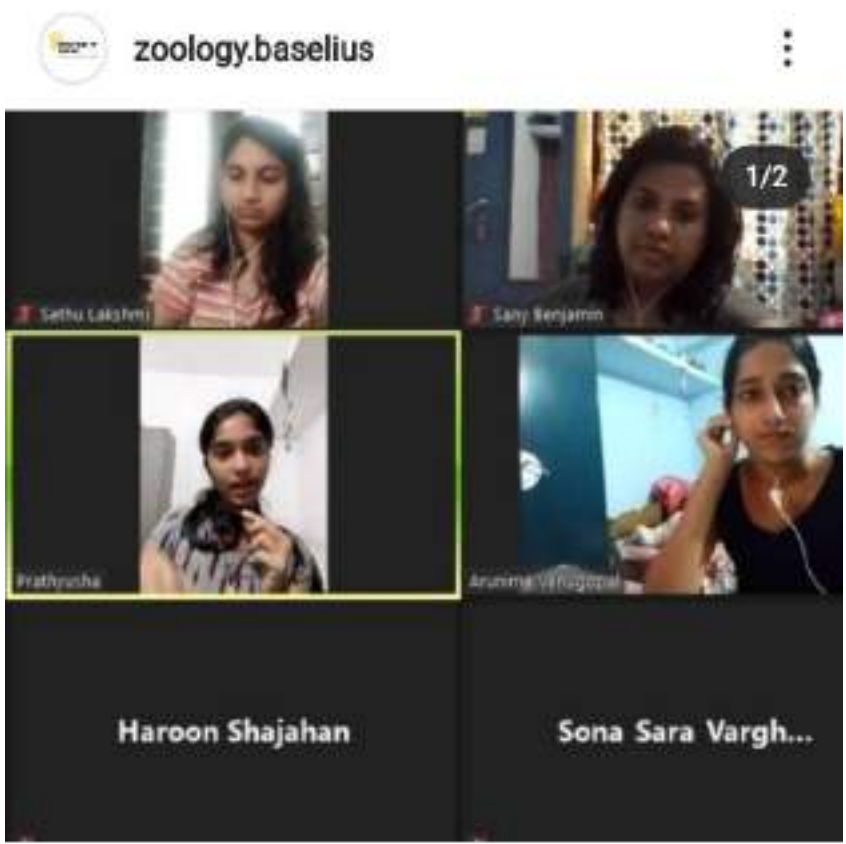 zoology.baselius
1/2
Sethu Lakshmi
Sany Benjamin
Prathyusha
Arunima Venugopal
Haroon Shajahan
Sona Sara Vargh...